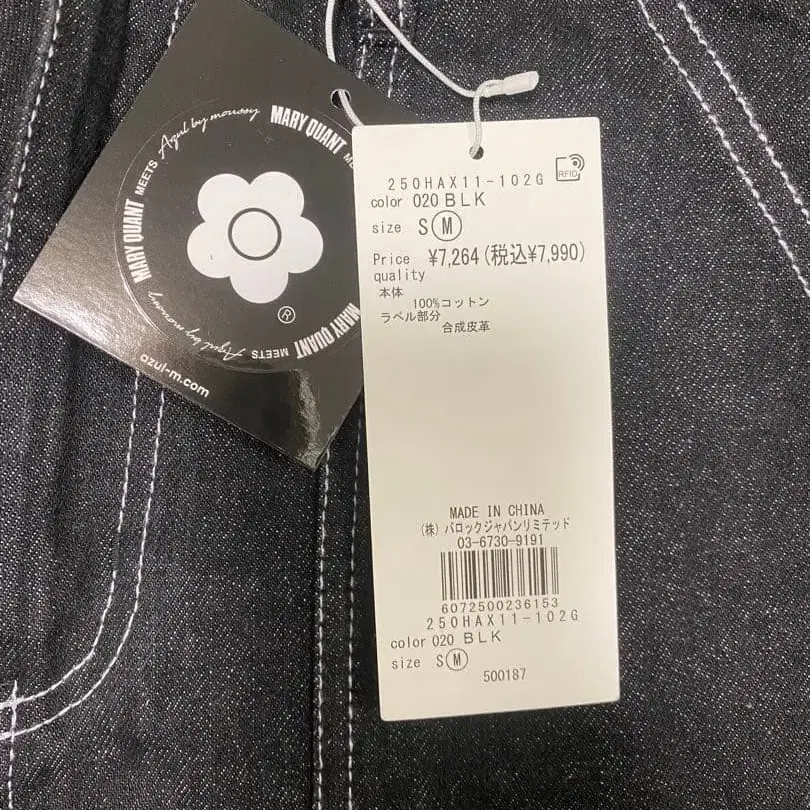 MARY QUANT MEETS Azul by moussy
MARY QUANT MEETS Azul by moussy
®
azul-m.com
250HAX11-102G
RFID
color 020 BLK
size S M
Price ¥7,264(税込¥7,990)
quality
本体
100%コットン
ラベル部分
合成皮革
MADE IN CHINA
(株) バロックジャパンリミテッド
03-6730-9191
6072500236153
250HAX11-102G
color 020 BLK
size S M
500187